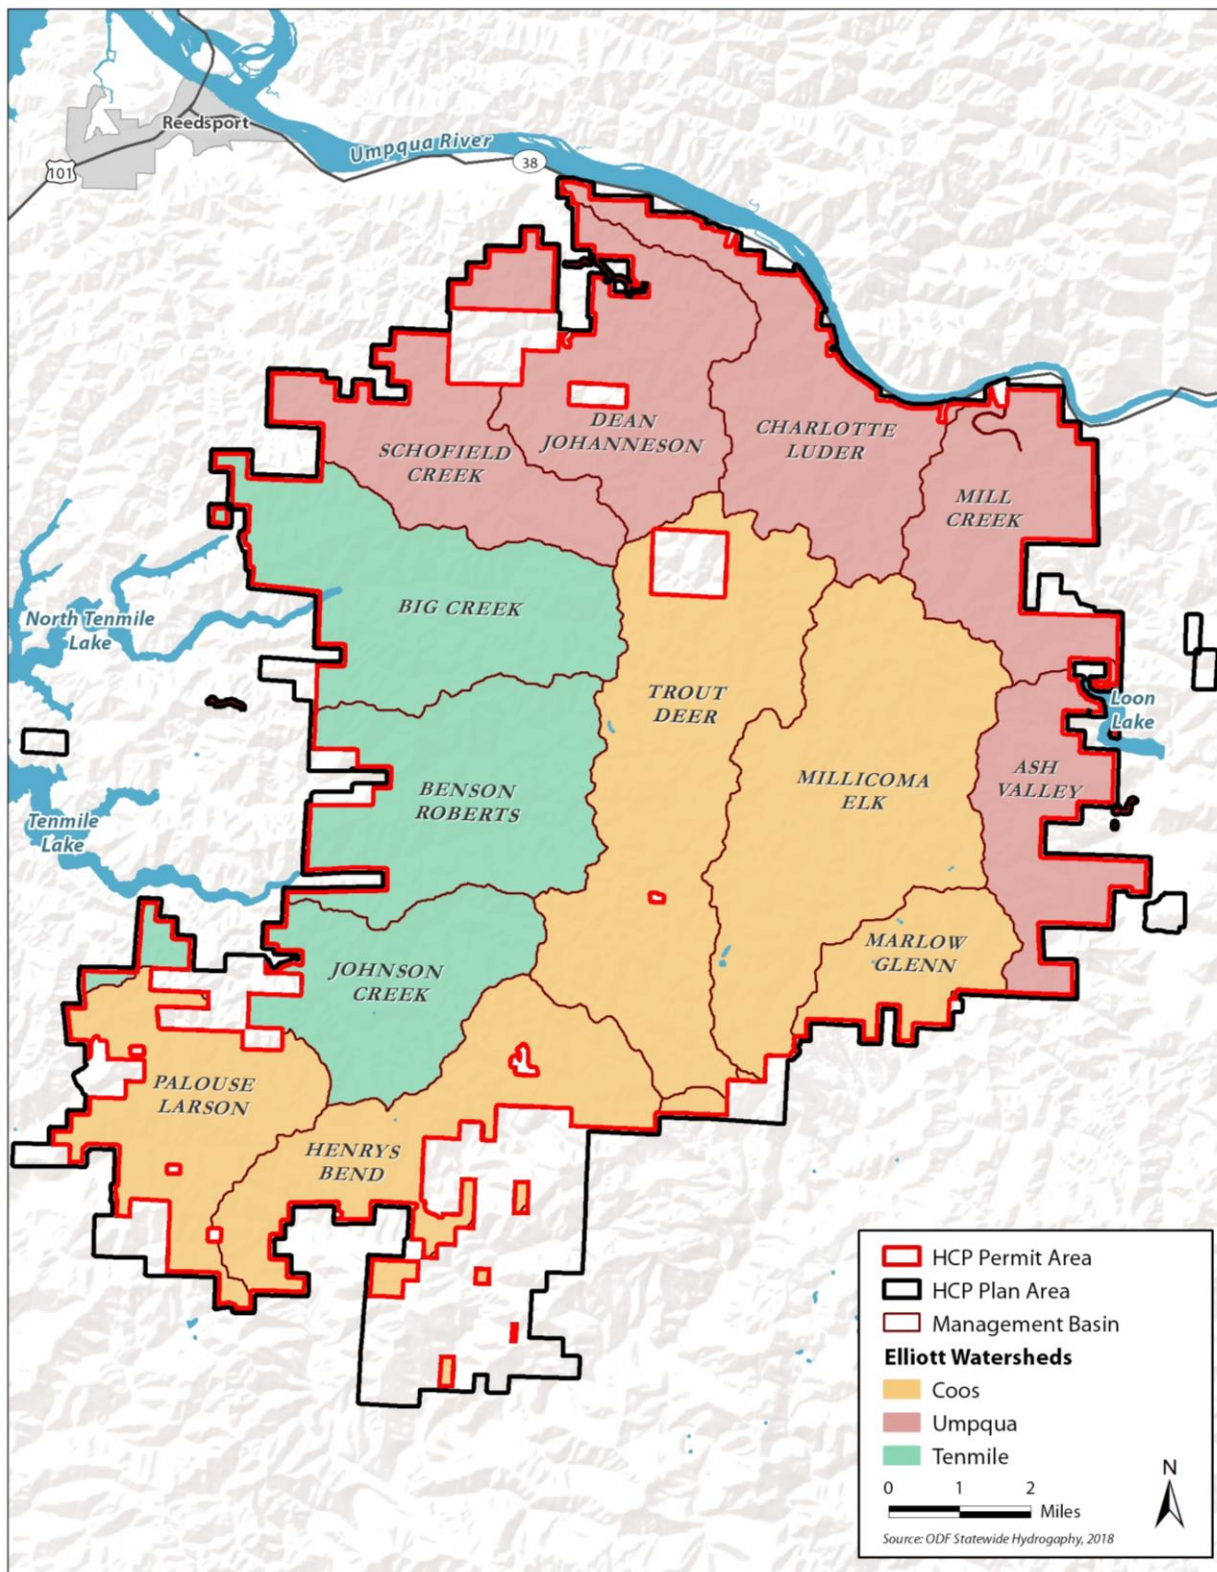 Reedsport
101
Umpqua River
38
DEAN
JOHANNESON
CHARLOTTE
LUDER
SCHOFIELD
CREEK
MILL
CREEK
BIG CREEK
North Tenmile
Lake
TROUT
DEER
Loon
Lake
MILLICOMA
ELK
ASH
VALLEY
BENSON
ROBERTS
Tenmile
Lake
MARLOW
GLENN
JOHNSON
CREEK
PALOUSE
LARSON
HENRYS
BEND
HCP Permit Area
HCP Plan Area
Management Basin
Elliott Watersheds
Coos
Umpqua
Tenmile
0 1 2
Miles
N
Source: ODF Statewide Hydrogaphy, 2018